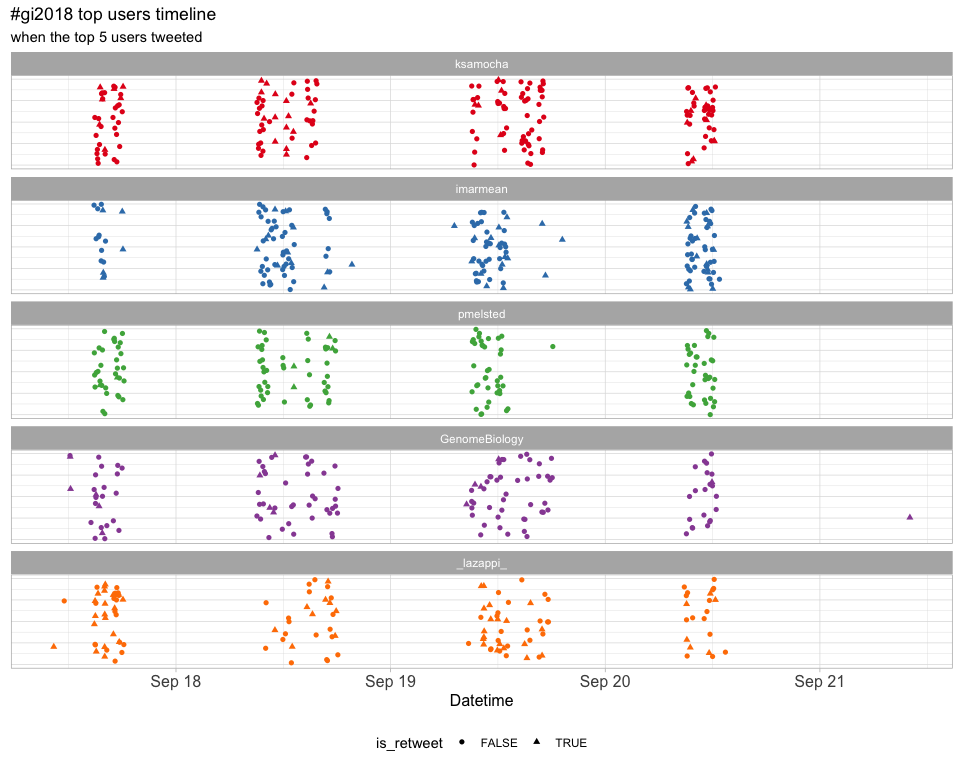 #gi2018 top users timeline
when the top 5 users tweeted
ksamocha
imarmean
pmelsted
GenomeBiology
_lazappi_
Sep 18 Sep 19 Sep 20 Sep 21
Datetime
is_retweet FALSE TRUE